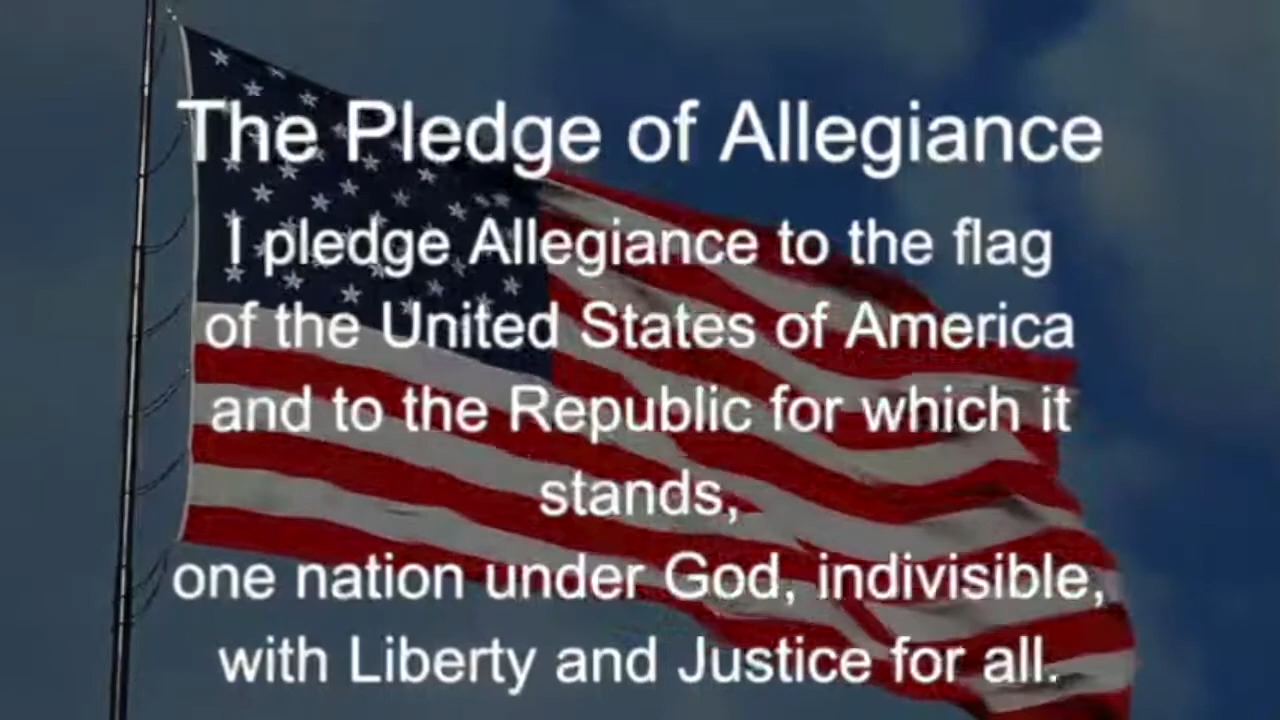 The Pledge of Allegiance
I pledge Allegiance to the flag
of the United States of America
and to the Republic for which it
stands,
one nation under God, indivisible,
with Liberty and Justice for all.